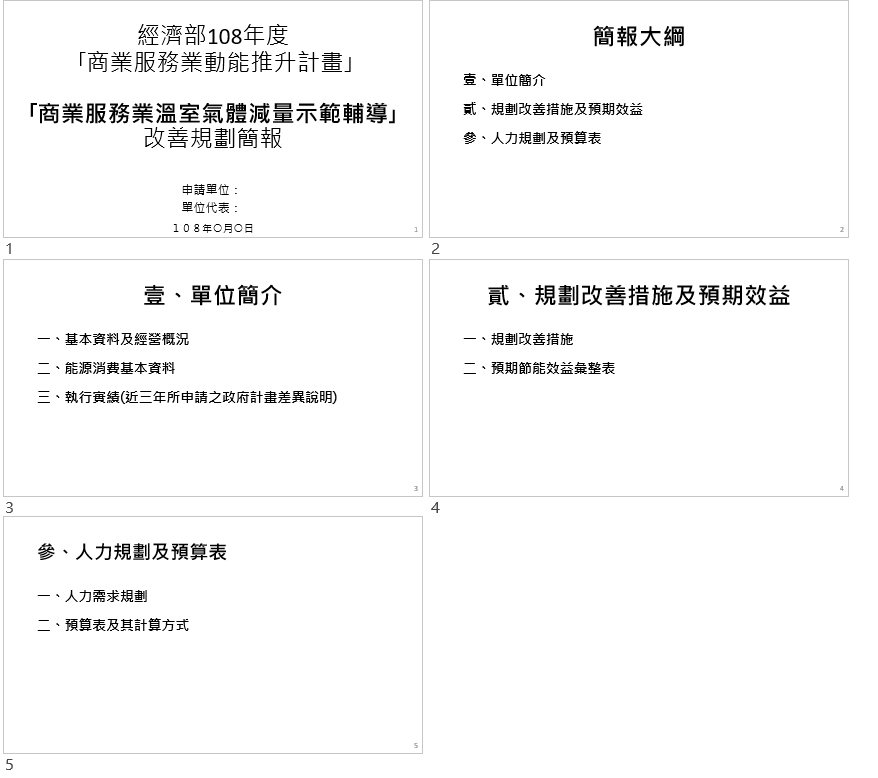 經濟部108年度
「商業服務業動能推升計畫」
「商業服務業溫室氣體減量示範輔導」
改善規劃簡報
申請單位：
單位代表：
１０８年〇月〇日
1
1
簡報大綱
壹、單位簡介
貳、規劃改善措施及預期效益
參、人力規劃及預算表
2
2
壹、單位簡介
一、基本資料及經營概況
二、能源消費基本資料
三、執行實績(近三年所申請之政府計畫差異說明)
3
3
貳、規劃改善措施及預期效益
一、規劃改善措施
二、預期節能效益彙整表
4
4
參、人力規劃及預算表
一、人力需求規劃
二、預算表及其計算方式
5
5